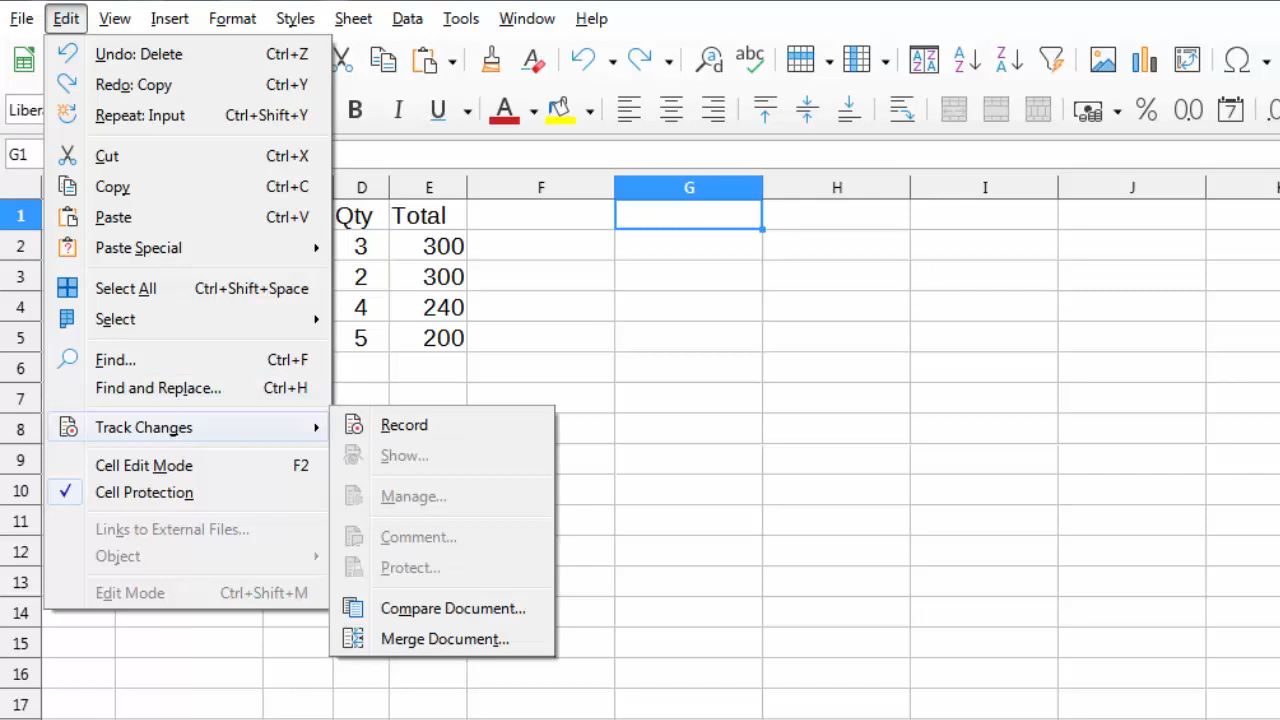 File Edit View Insert Format Styles Sheet Data Tools Window Help
Undo: Delete Ctrl+Z
Redo: Copy Ctrl+Y
Repeat: Input Ctrl+Shift+Y
Cut Ctrl+X
Copy Ctrl+C
Paste Ctrl+V
Paste Special
Select All Ctrl+Shift+Space
Select
Find... Ctrl+F
Find and Replace... Ctrl+H
Track Changes
Cell Edit Mode F2
Cell Protection
Links to External Files...
Object
Edit Mode Ctrl+Shift+M
Record
Show...
Manage...
Comment...
Protect...
Compare Document...
Merge Document...
abc
A Z A Z A Z Z A Ω
Liber B I U A % 0.0 7
G1
D E F G H I J
1 Qty Total
2 3 300
3 2 300
4 4 240
5 5 200
6
7
8
9
10
11
12
13
14
15
16
17